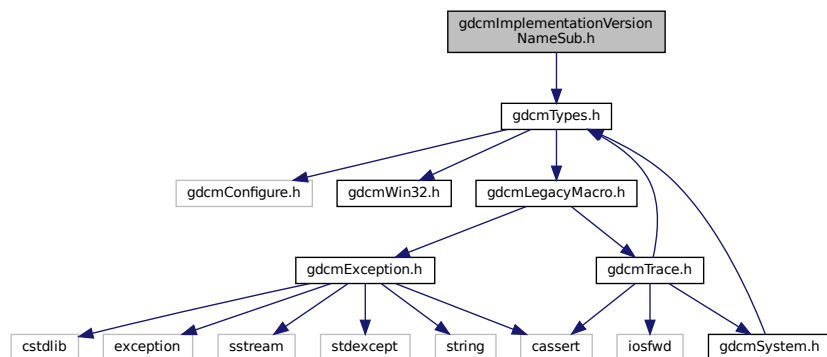 gdcmImplementationVersion
NameSub.h
gdcmTypes.h
gdcmConfigure.h
gdcmWin32.h
gdcmLegacyMacro.h
gdcmException.h
gdcmTrace.h
cstdlib
exception
sstream
stdexcept
string
cassert
iosfwd
gdcmSystem.h